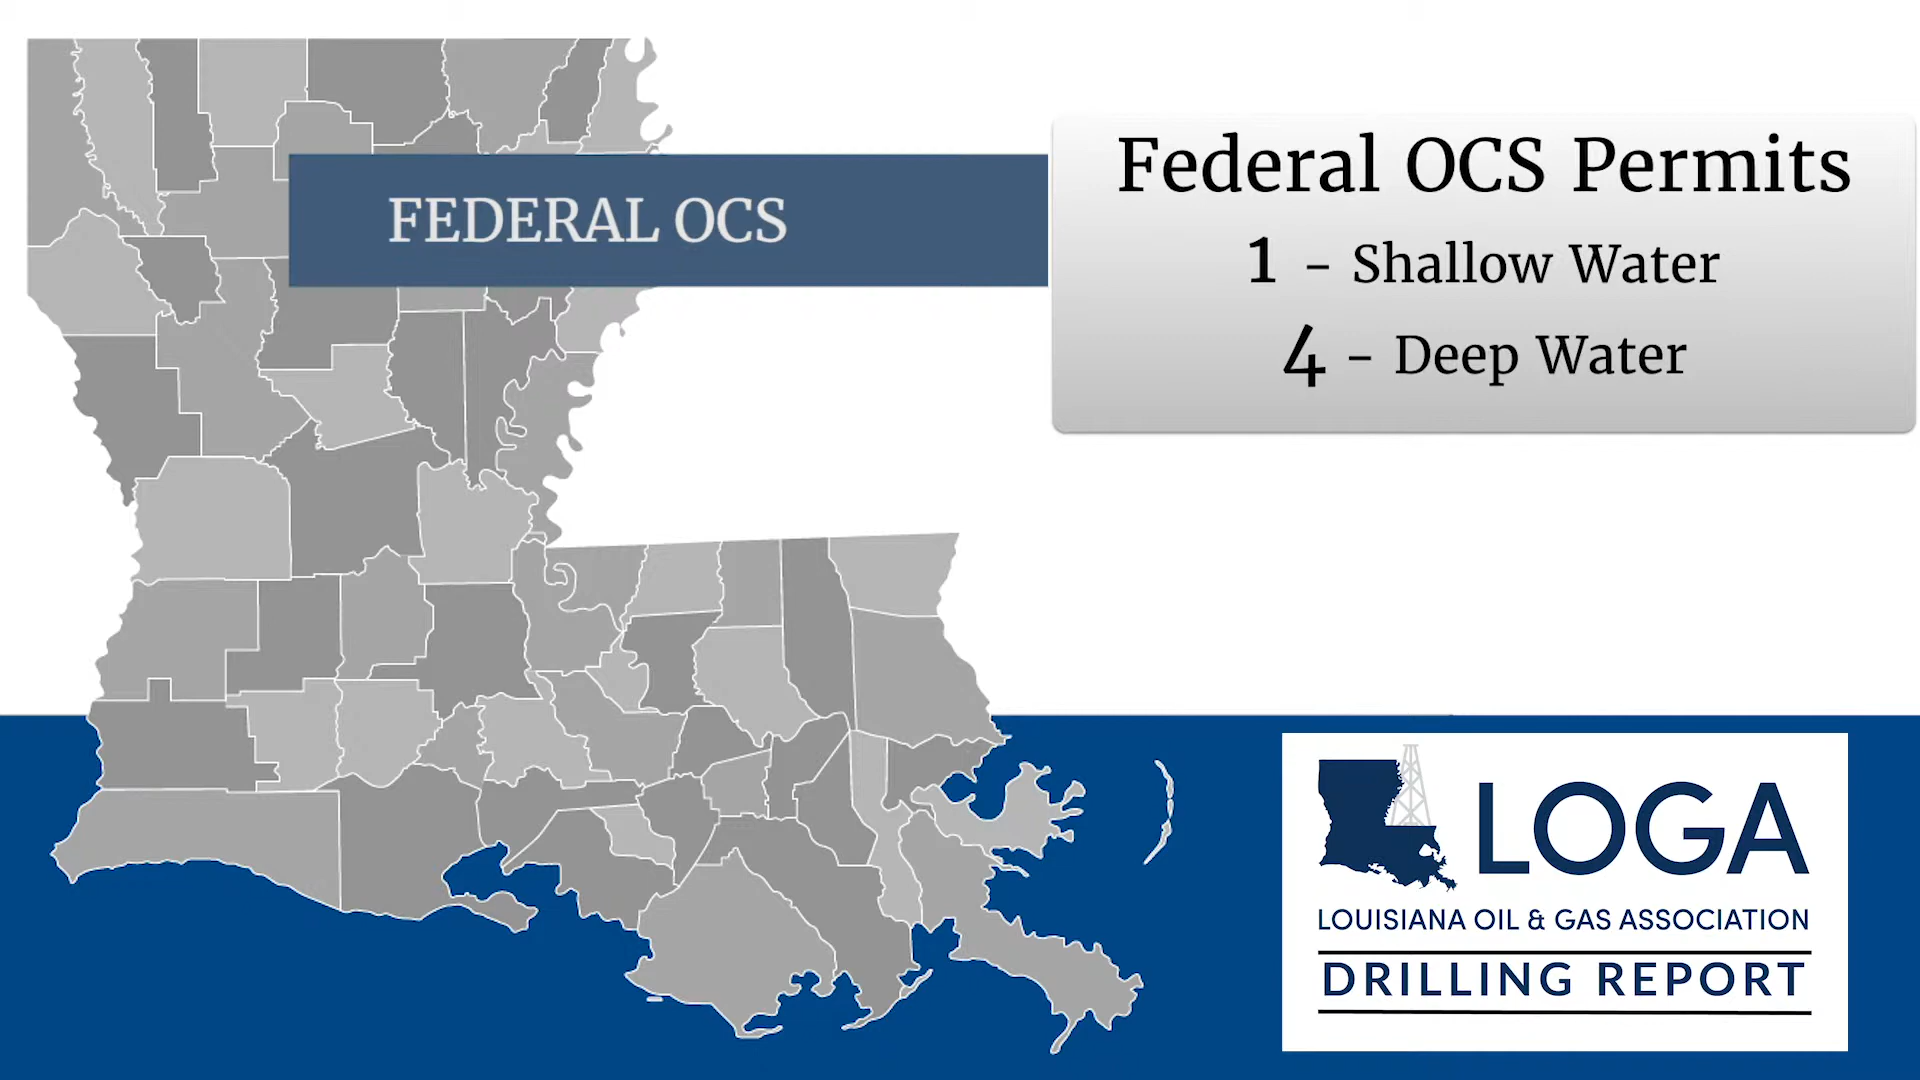 FEDERAL OCS
Federal OCS Permits
1 - Shallow Water
4 - Deep Water
LOGA
LOUISIANA OIL & GAS ASSOCIATION
DRILLING REPORT